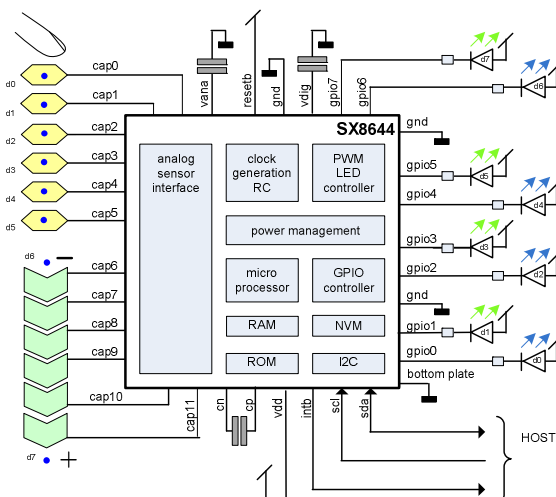 cap0
d0
cap1
d1
cap2
d2
cap3
d3
cap4
d4
cap5
d5
d6
cap6
cap7
cap8
cap9
cap10
cap11
d7
+
vana
resetb
gnd
vdig
gpio7
gpio6
d7
d6
SX8644
gnd
analog
sensor
interface
clock
generation
RC
PWM
LED
controller
gpio5
d5
gpio4
d4
power management
gpio3
d3
gpio2
d2
micro
processor
GPIO
controller
gnd
RAM
NVM
gpio1
d1
ROM
I2C
gpio0
d0
bottom plate
cn
cp
vdd
intb
scl
sda
HOST